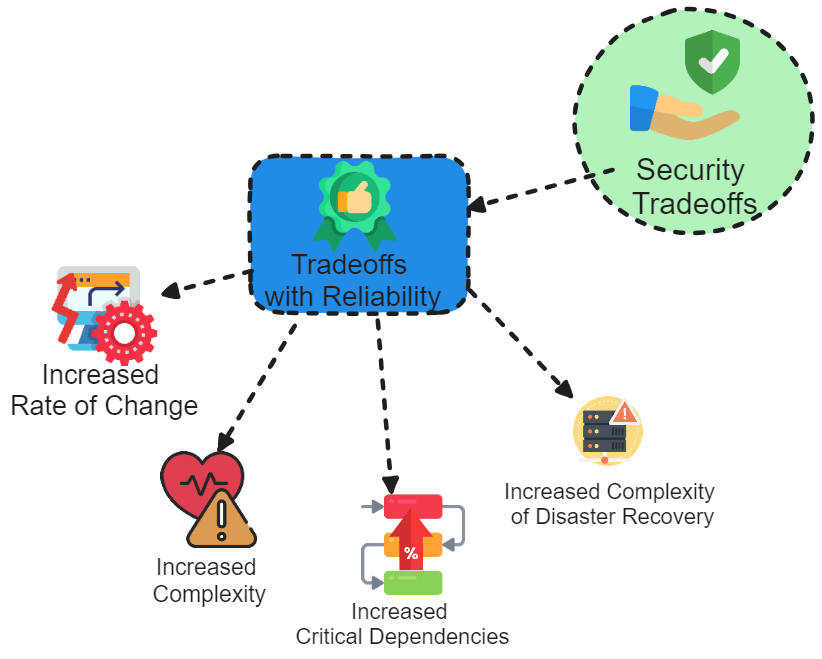 Security
Tradeoffs
Tradeoffs
with Reliability
Increased
Rate of Change
Increased
Complexity
%
Increased
Critical Dependencies
!
Increased Complexity
of Disaster Recovery